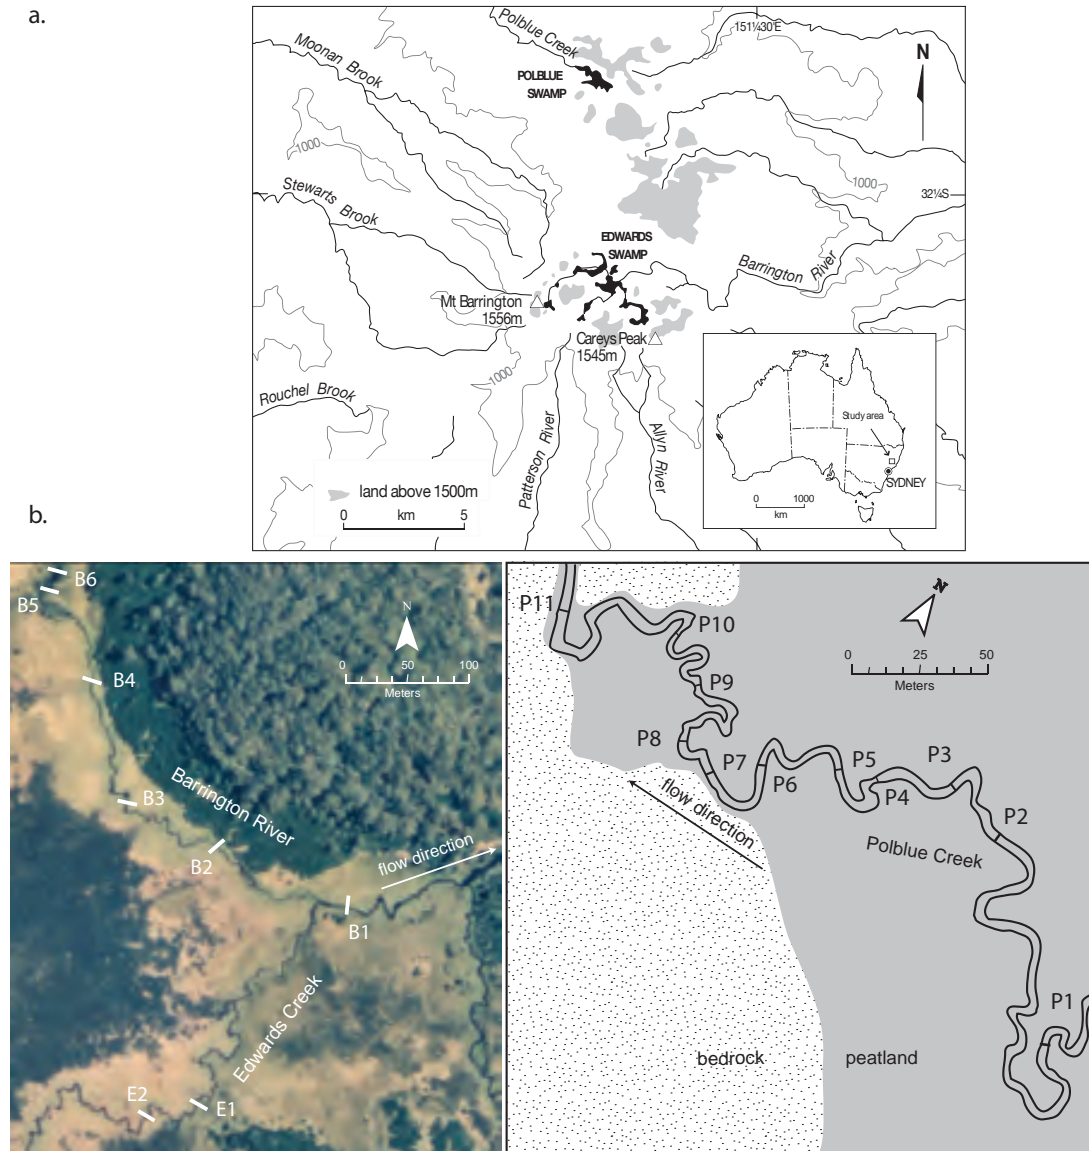 a.
Polblue Creek
151¼30'E
Moonan Brook
POLBLUE
SWAMP
N
1000
1000
32¼S
Stewarts Brook
EDWARDS
SWAMP
Barrington River
Mt Barrington
1556m
Careys Peak
1545m
1000
Rouchel Brook
Patterson River
Allyn River
Study area
SYDNEY
0 1000
km
land above 1500m
0 km 5
b.
B6
B5
N
0 50 100
Meters
B4
Barrington River
B3
B2
flow direction
B1
Edwards Creek
E2
E1
P11
N
P10
0 25 50
Meters
P9
P8
P7
P6
P5
P4
P3
flow direction
P2
Polblue Creek
P1
bedrock
peatland